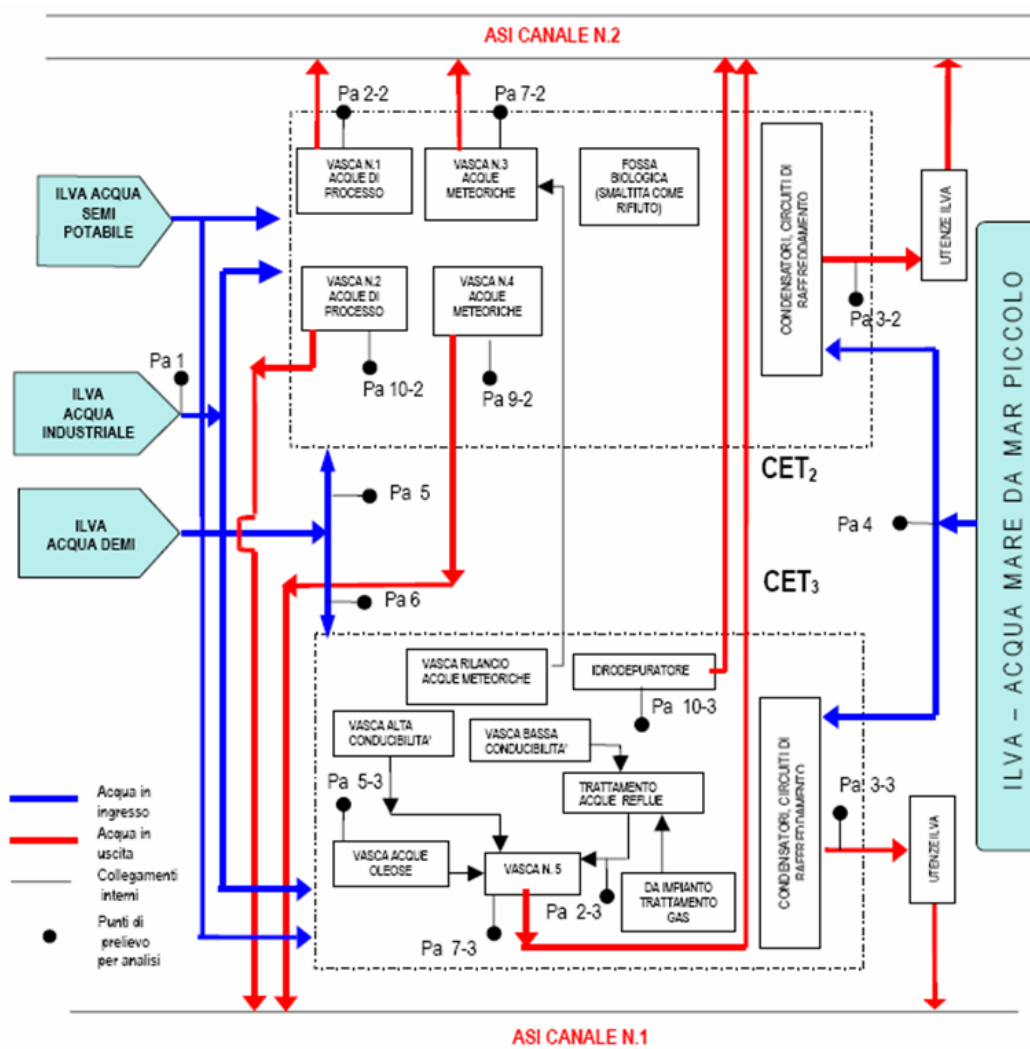 ASI CANALE N.2
Pa 2-2
Pa 7-2
VASCA N.1
ACQUE DI
PROCESSO
VASCA N.3
ACQUE
METEORICHE
FOSSA
BIOLOGICA
(SMALTITA COME
RIFIUTO)
CONDENSATORI, CIRCUITI DI
RAFFREDDAMENTO
UTENZE ILVA
ILVA ACQUA
SEMI
POTABILE
VASCA N.2
ACQUE DI
PROCESSO
VASCA N.4
ACQUE
METEORICHE
Pa 3-2
Pa 1
Pa 10-2
Pa 9-2
ILVA
ACQUA
INDUSTRIALE
CET2
Pa 5
Pa 4
ILVA
ACQUA DEMI
CET3
Pa 6
ILVA – ACQUA MARE DA MAR PICCOLO
VASCA RILANCIO
ACQUE METEORICHE
IDRODEPURATORE
Pa 10-3
VASCA ALTA
CONDUCIBILITA'
VASCA BASSA
CONDUCIBILITA'
CONDENSATORI, CIRCUITI DI
RAFFREDDAMENTO
Pa 5-3
TRATTAMENTO
ACQUE REFLUE
Pa 3-3
UTENZE ILVA
VASCA ACQUE
OLEOSE
VASCA N. 5
Pa 2-3
DA IMPIANTO
TRATTAMENTO
GAS
Pa 7-3
Acqua in
ingresso
Acqua in
uscita
Collegamenti
interni
Punti di
prelievo
per analisi
ASI CANALE N.1